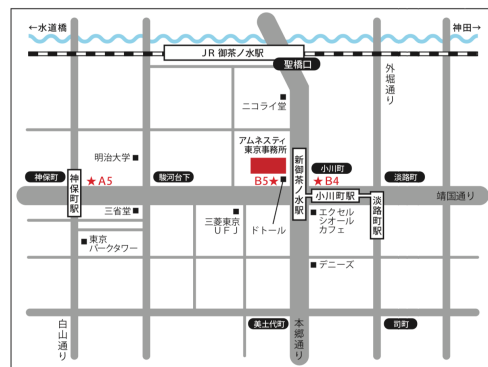 ←水道橋
神田→
JR 御茶ノ水駅
聖橋口
外堀通り
ニコライ堂
アムネスティ
東京事務所
明治大学
新御茶ノ水駅
小川町
神保町
神保町駅
★A5
駿河台下
B5★
★B4
淡路町
小川町駅
淡路町駅
靖国通り
三省堂
三菱東京
UFJ
ドトール
エクセル
シオール
カフェ
東京
パークタワー
デニーズ
白山通り
美土代町
本郷通り
司町